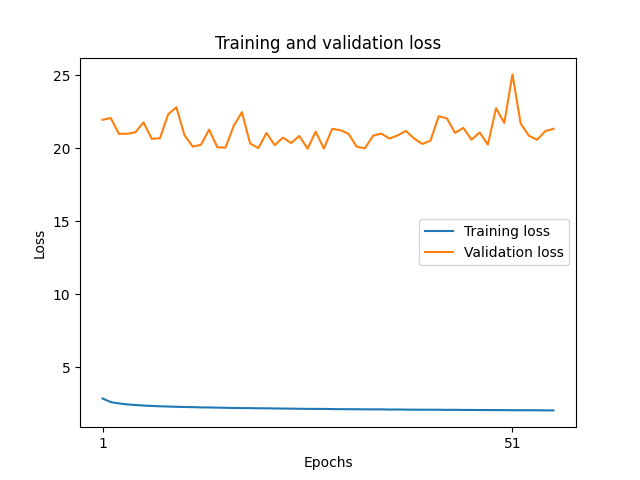 Training and validation loss
25
20
15
10
5
Loss
Training loss
Validation loss
1
51
Epochs